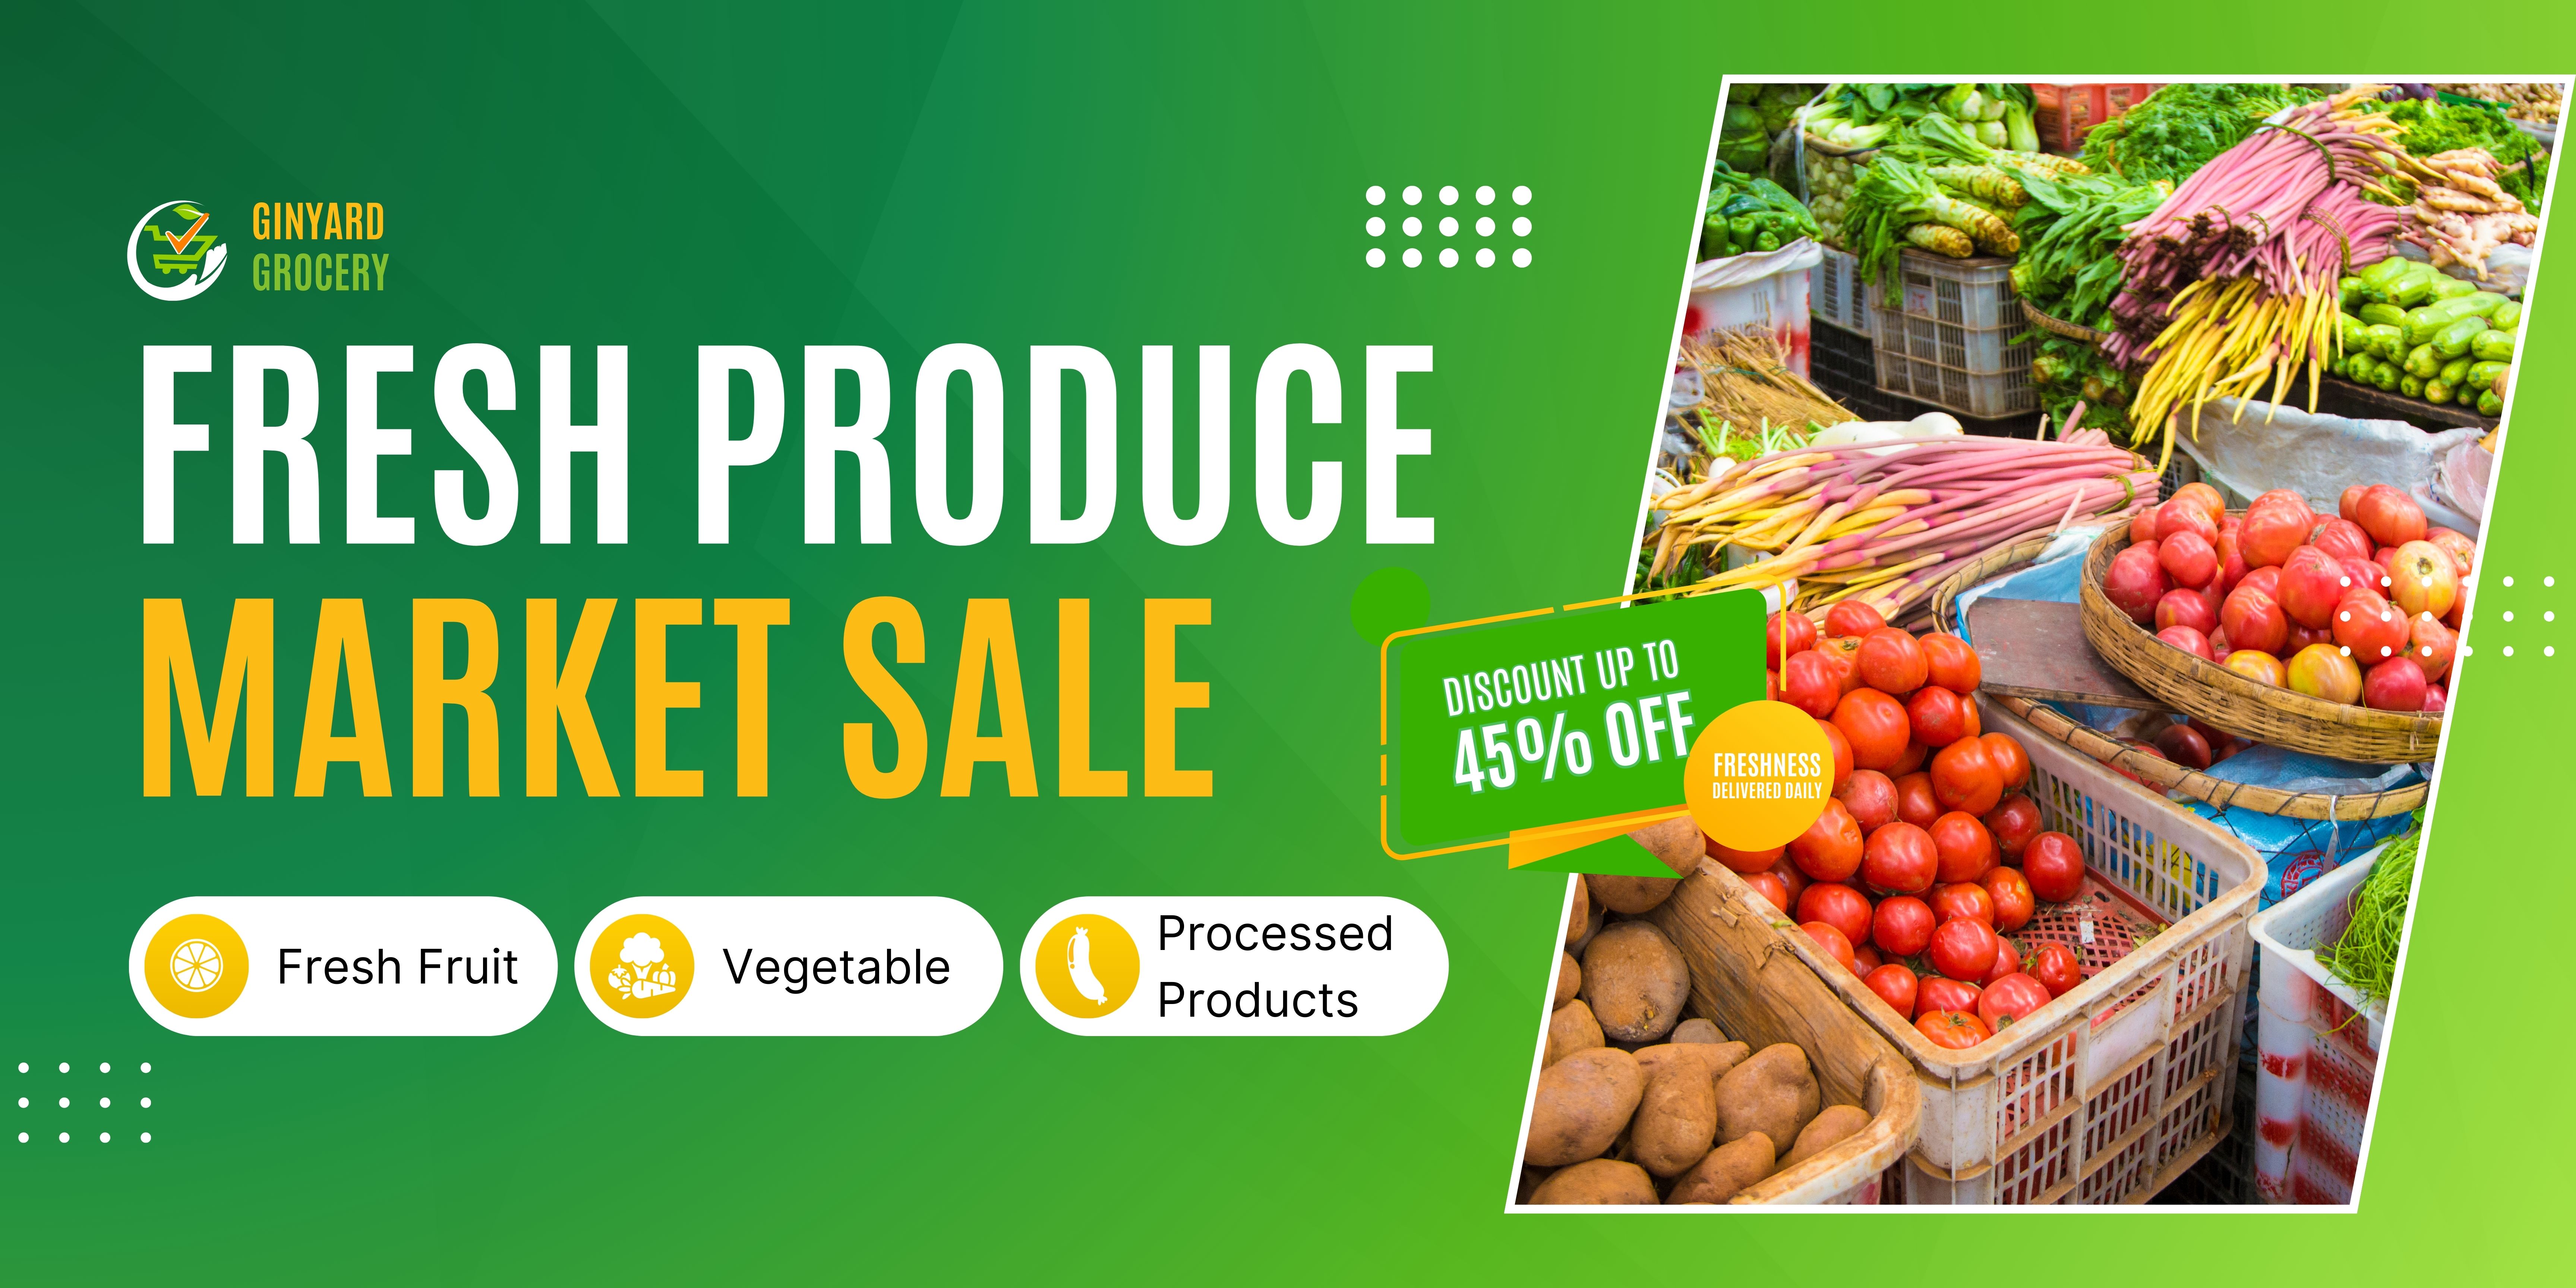 GINYARD
GROCERY
FRESH PRODUCE
MARKET SALE
DISCOUNT UP TO
45% OFF
FRESHNESS
DELIVERED DAILY
Fresh Fruit
Vegetable
Processed
Products